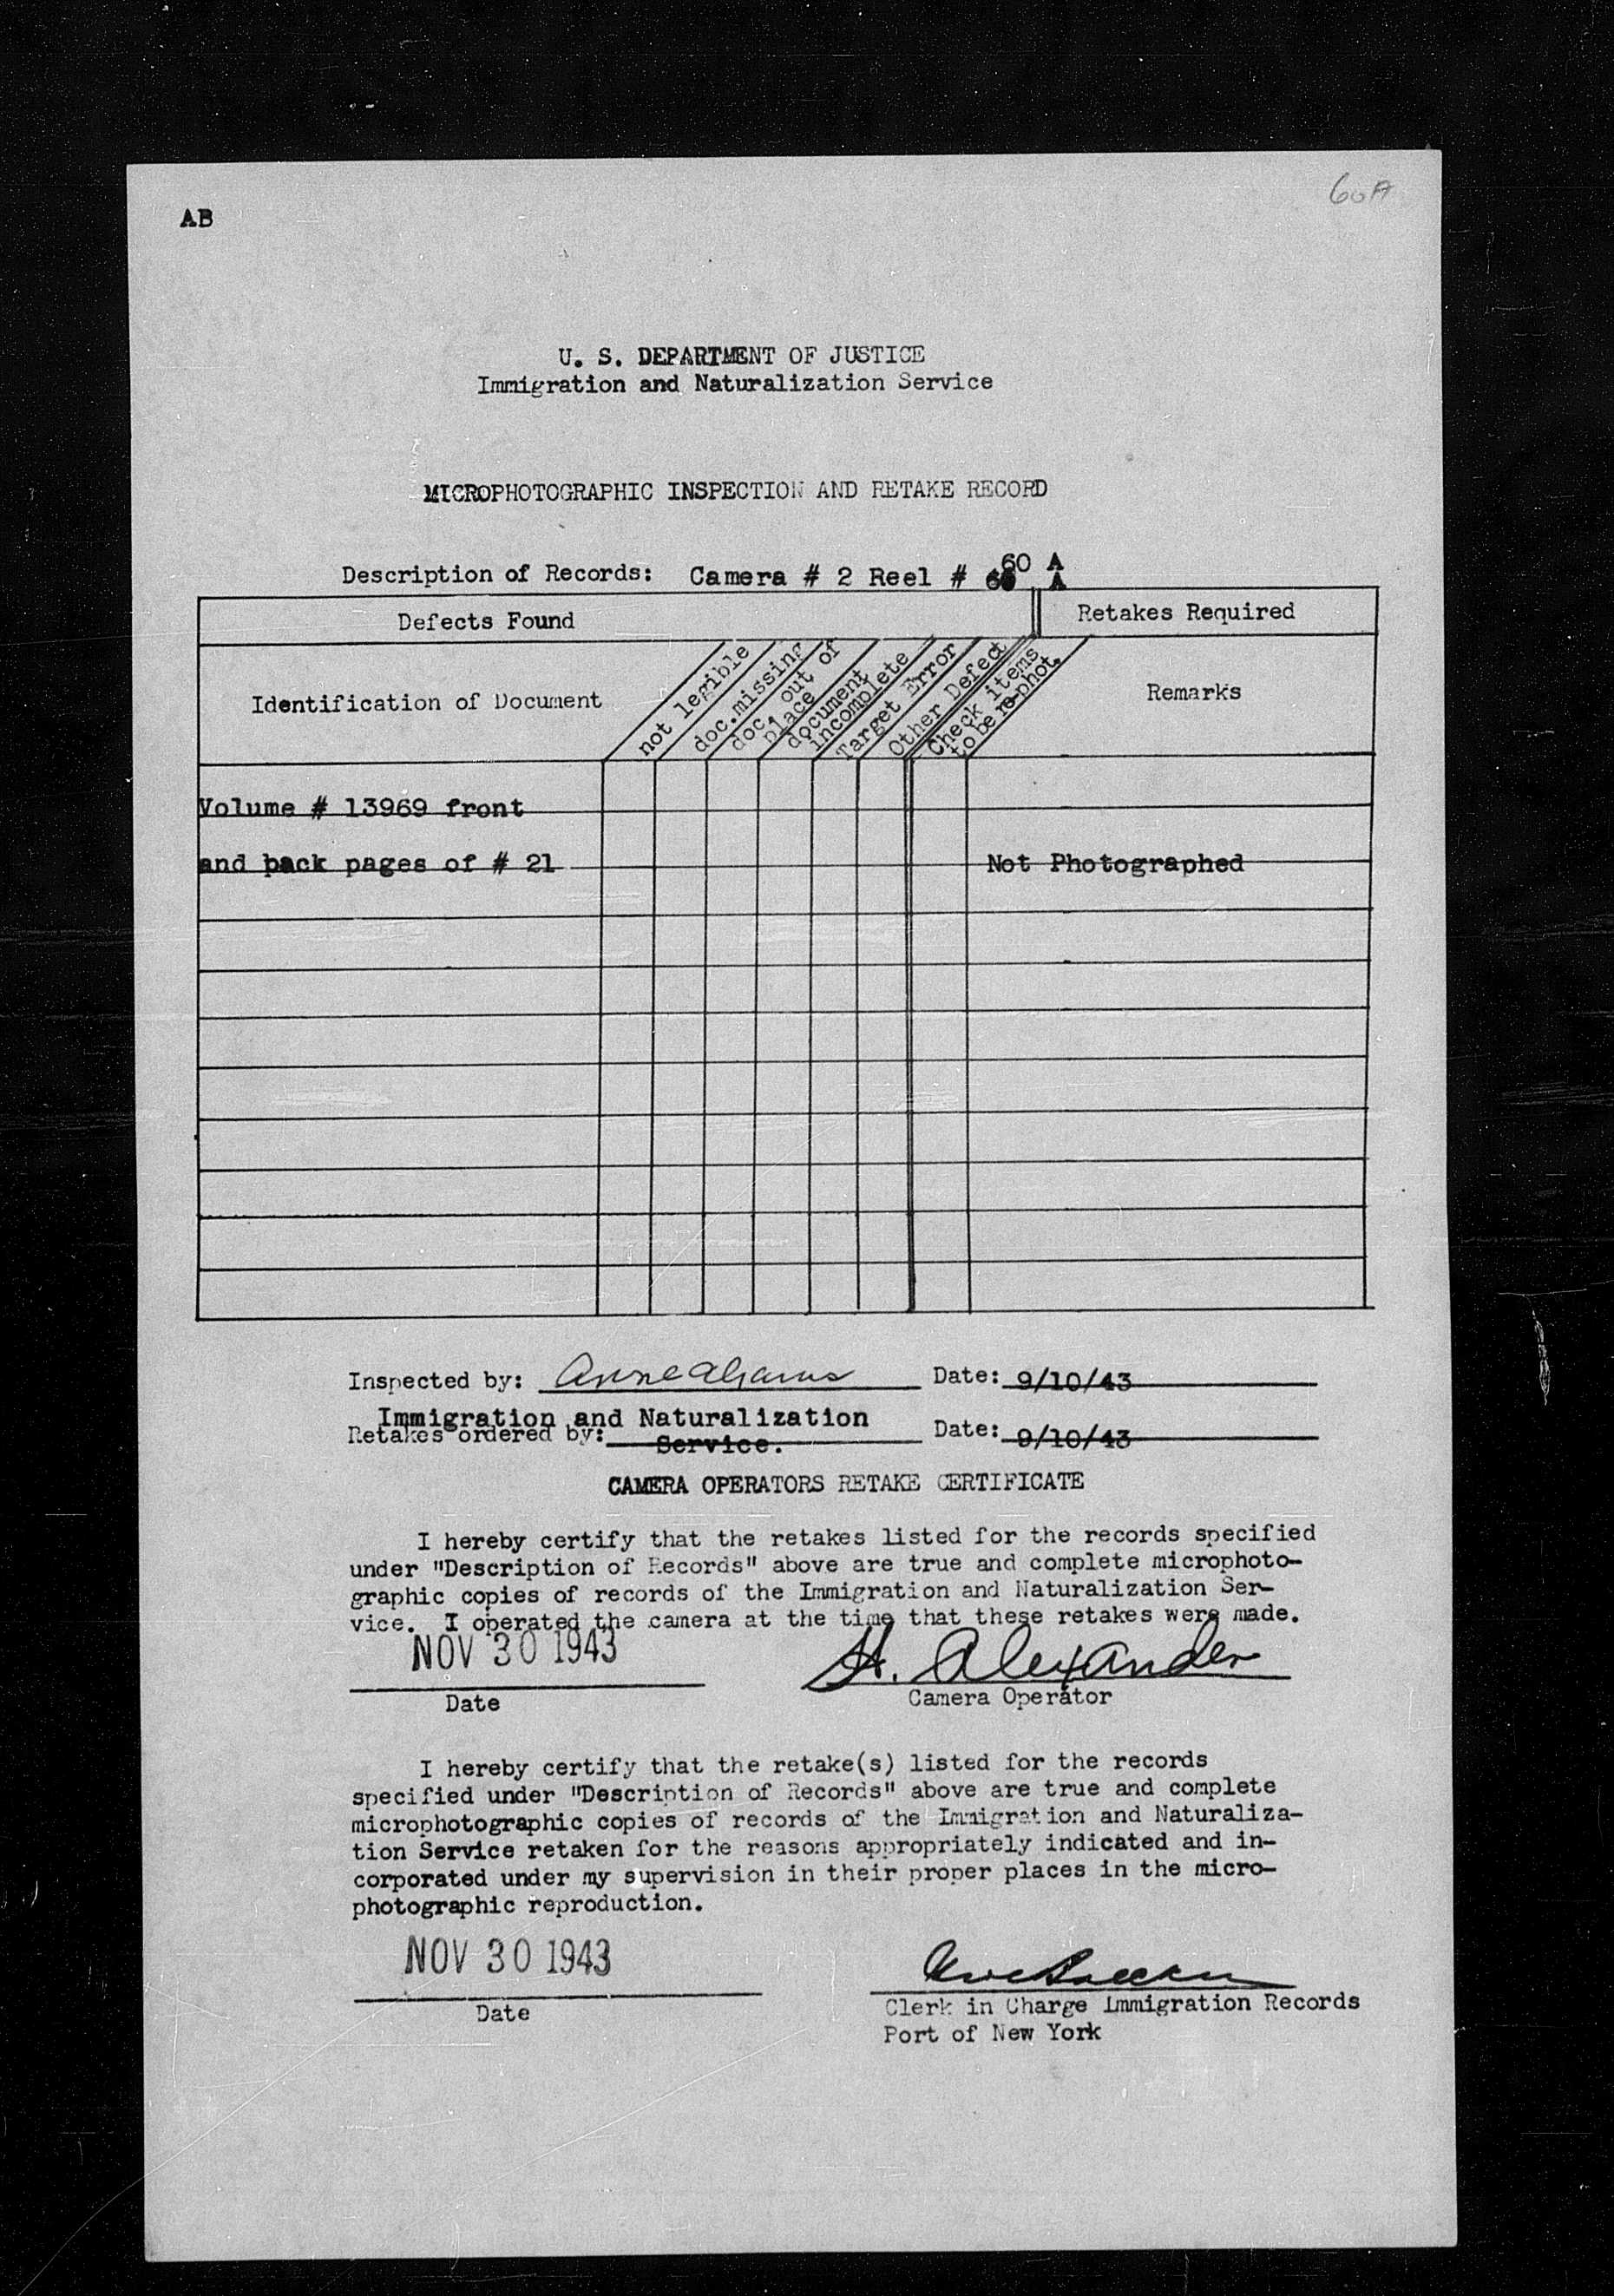 60A
AB
U. S. DEPARTMENT OF JUSTICE
Immigration and Naturalization Service
MICROPHOTOGRAPHIC INSPECTION AND RETAKE RECORD
60 A
Description of Records: Camera # 2 Reel # A
Defects Found
Retakes Required
Identification of Document
not legible
doc.missing
doc. out of
place
document
incomplete
Target Error
Other Defect
Check items
to be re-phot.
Remarks
Volume # 13969 front
and back pages of # 21 Not Photographed
Inspected by: Anne Date: 9/10/43
Immigration and Naturalization
Retakes ordered by: Service. Date: 9/10/43
CAMERA OPERATORS RETAKE CERTIFICATE
I hereby certify that the retakes listed for the records specified
under "Description of Records" above are true and complete microphoto-
graphic copies of records of the Immigration and Naturalization Ser-
vice. I operated the camera at the time that these retakes were made.
NOV 30 1943 H. Alexander
Date Camera Operator
I hereby certify that the retake(s) listed for the records
specified under "Description of Records" above are true and complete
microphotographic copies of records of the Immigration and Naturaliza-
tion Service retaken for the reasons appropriately indicated and in-
corporated under my supervision in their proper places in the micro-
photographic reproduction.
NOV 30 1943
Date
Clerk in Charge Immigration Records
Port of New York